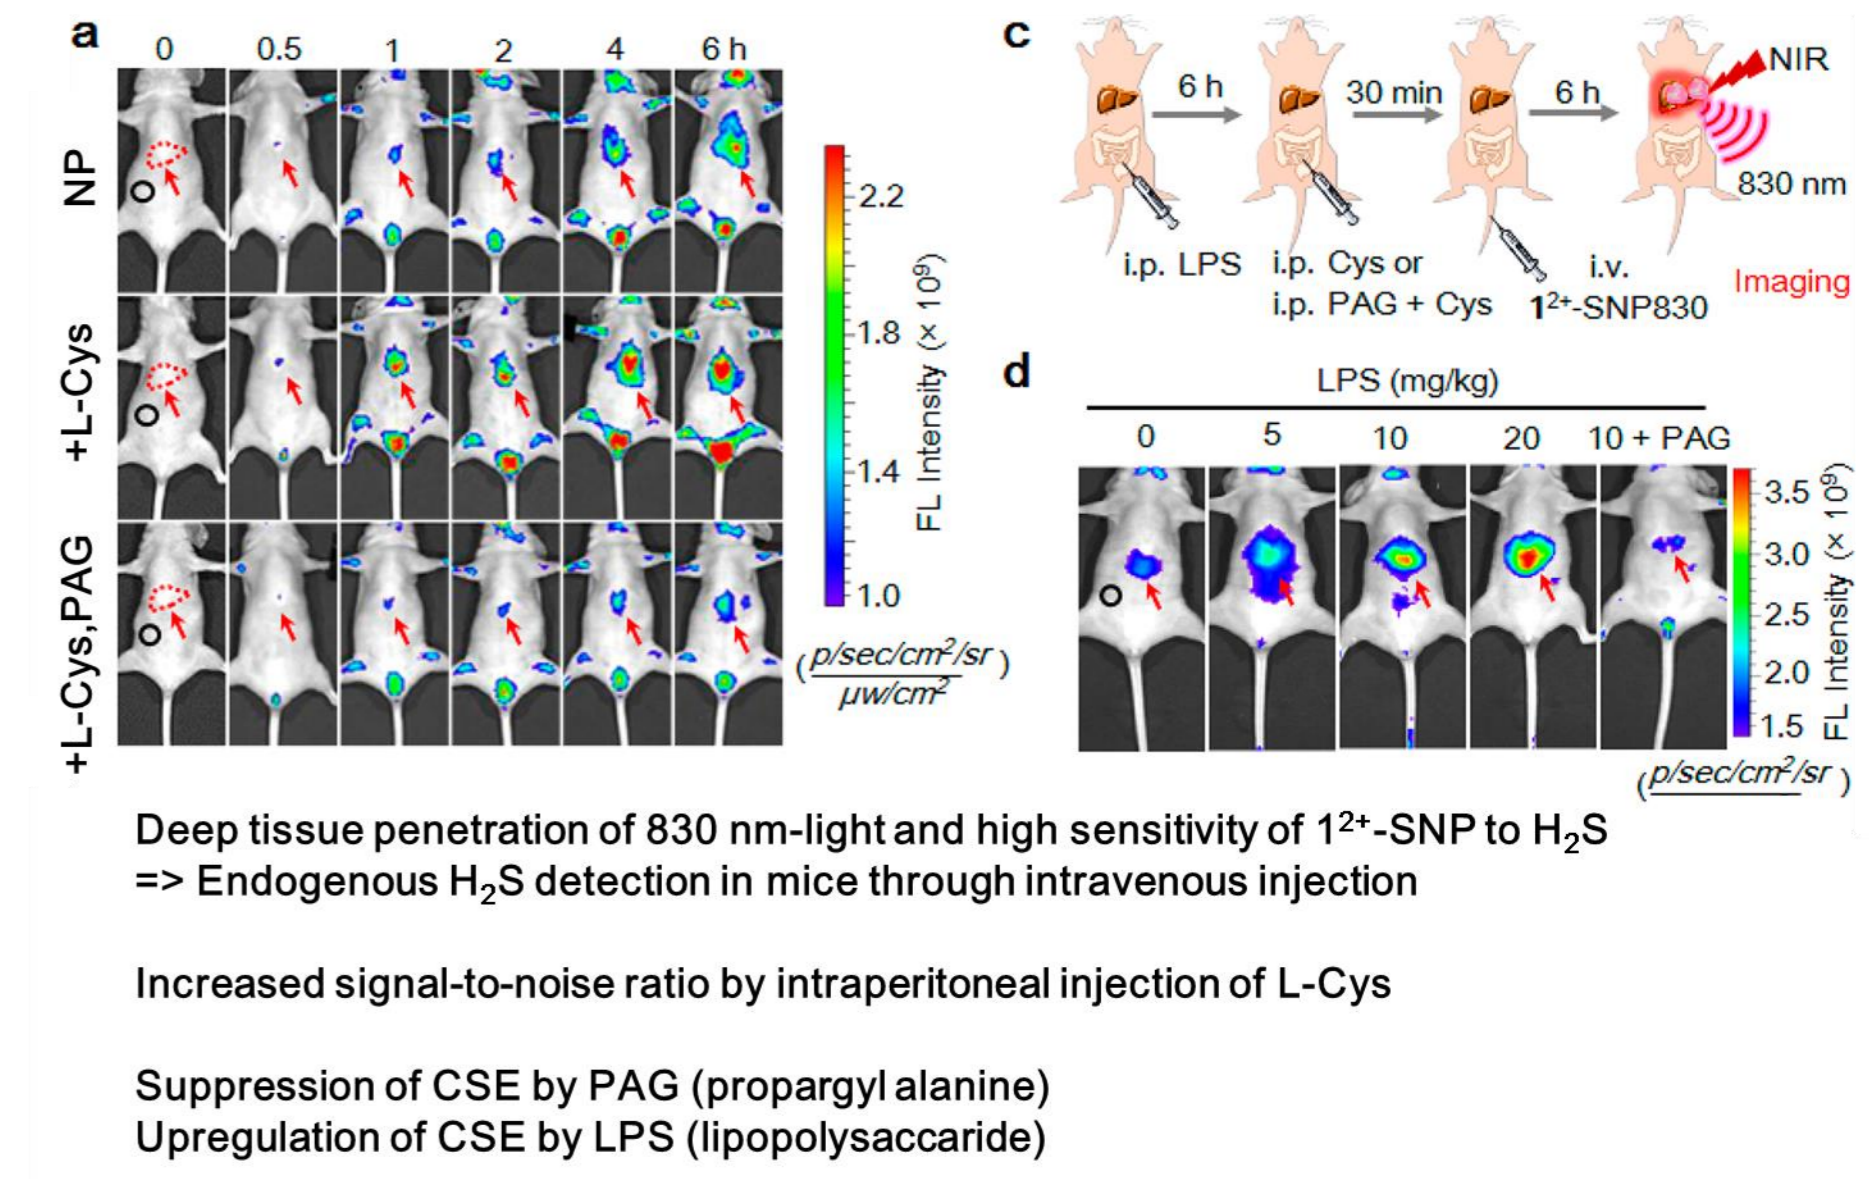 a
0 0.5 1 2 4 6 h
NP
+L-Cys
+L-Cys,PAG
2.2
1.8
1.4
1.0
FL Intensity (× 10⁹)
(p/sec/cm²/sr)
μw/cm²
c
6 h 30 min 6 h
NIR
830 nm
i.p. LPS
i.p. Cys or
i.p. PAG + Cys
i.v.
1²⁺-SNP830
Imaging
d
LPS (mg/kg)
0 5 10 20 10 + PAG
3.5
3.0
2.5
2.0
1.5
FL Intensity (× 10⁹)
(p/sec/cm²/sr)
Deep tissue penetration of 830 nm-light and high sensitivity of 1²⁺-SNP to H₂S
=> Endogenous H₂S detection in mice through intravenous injection
Increased signal-to-noise ratio by intraperitoneal injection of L-Cys
Suppression of CSE by PAG (propargyl alanine)
Upregulation of CSE by LPS (lipopolysaccaride)